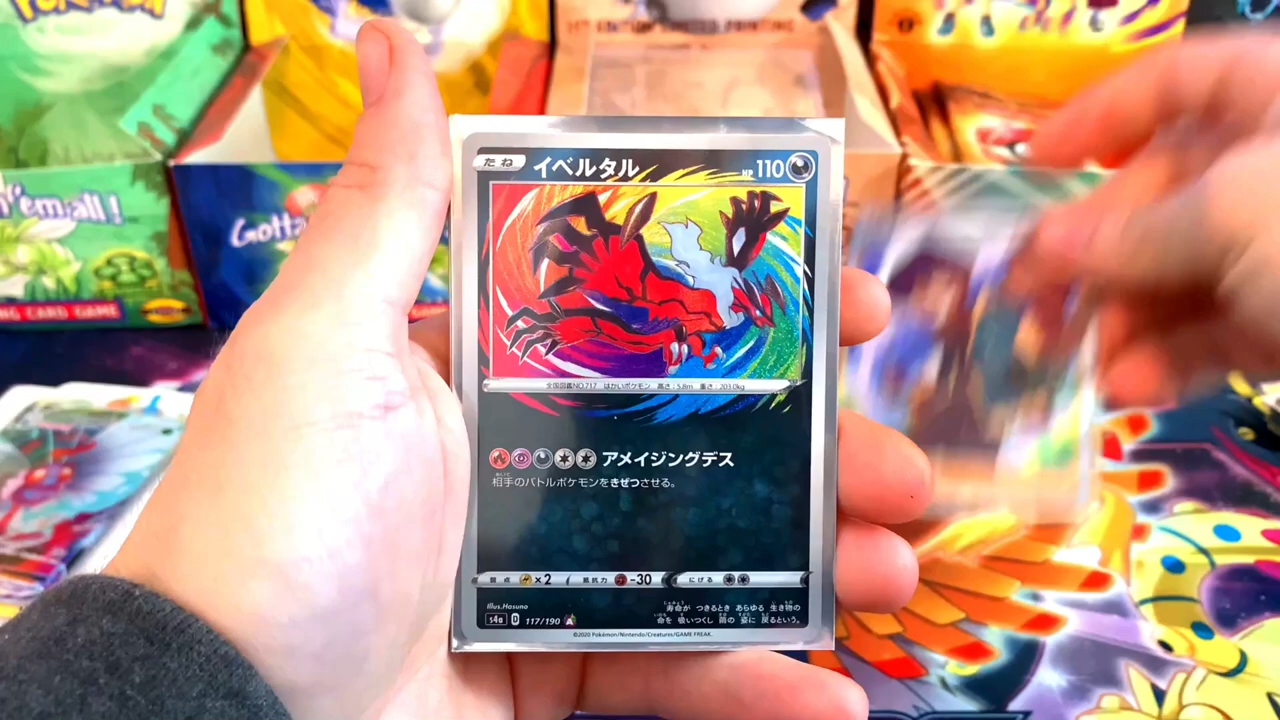 POKÉMON
1ST EDITION LIMITED PRINTING
n'em all!
Gotta
NG CARD GAME
たね イベルタル HP 110
全国図鑑NO.717 はかいポケモン 高さ:5.8m 重さ:203.0kg
アメイジングデス
相手のバトルポケモンをきぜつさせる。
弱点 ×2 抵抗力 -30 にげる
Illus.Hasuno
寿命が つきるとき あらゆる 生き物の
命を 吸いつくし 繭の 姿に 戻るという。
s4a D 117/190 A
©2020 Pokémon/Nintendo/Creatures/GAME FREAK.